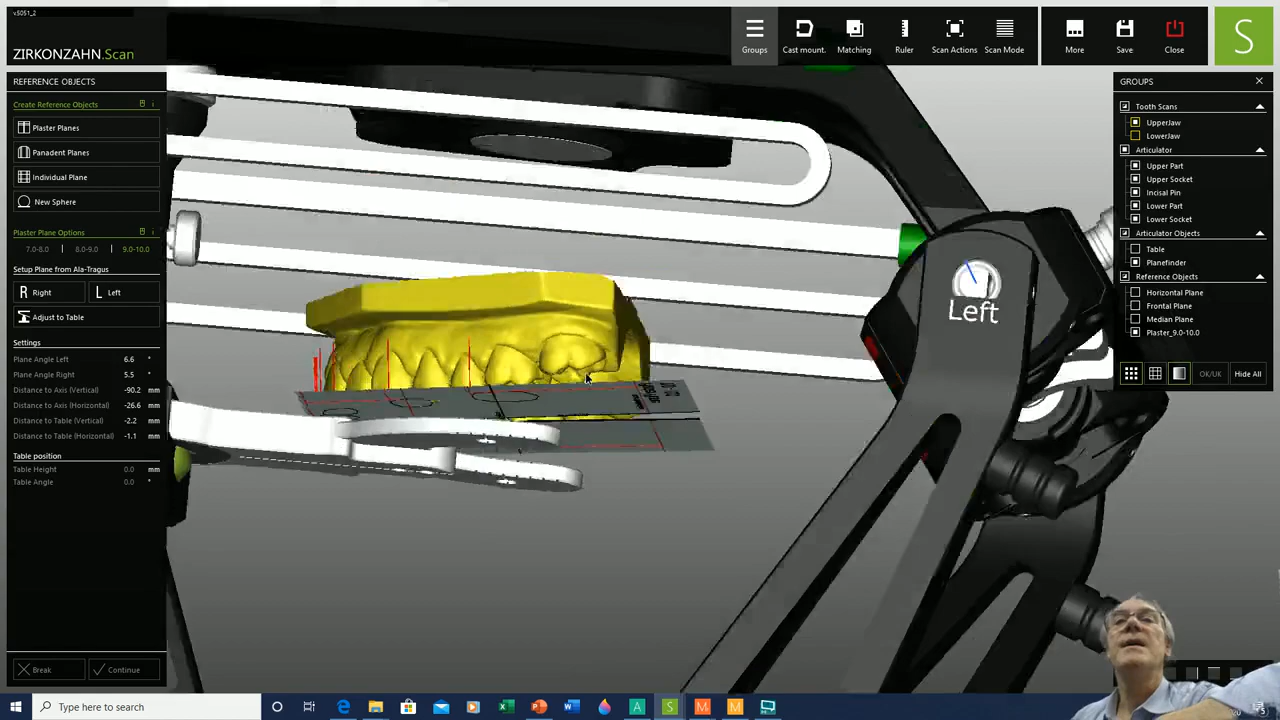 v5051_2
ZIRKONZAHN.Scan
Groups
Cast mount.
Matching
Ruler
Scan Actions
Scan Mode
More
Save
Close
S
REFERENCE OBJECTS
Create Reference Objects
Plaster Planes
Panadent Planes
Individual Plane
New Sphere
Plaster Plane Options
7.0-8.0 | 8.0-9.0 | 9.0-10.0
Setup Plane from Ala-Tragus
R Right
L Left
Adjust to Table
Settings
Plane Angle Left 6.6 °
Plane Angle Right 5.5 °
Distance to Axis (Vertical) -90.2 mm
Distance to Axis (Horizontal) -26.6 mm
Distance to Table (Vertical) -2.2 mm
Distance to Table (Horizontal) -1.1 mm
Table position
Table Height 0.0 mm
Table Angle 0.0 °
Break
Continue
Left
GROUPS
Tooth Scans
UpperJaw
LowerJaw
Articulator
Upper Part
Upper Socket
Incisal Pin
Lower Part
Lower Socket
Articulator Objects
Table
Planefinder
Reference Objects
Horizontal Plane
Frontal Plane
Median Plane
Plaster_9.0-10.0
OK/UK
Hide All
Type here to search